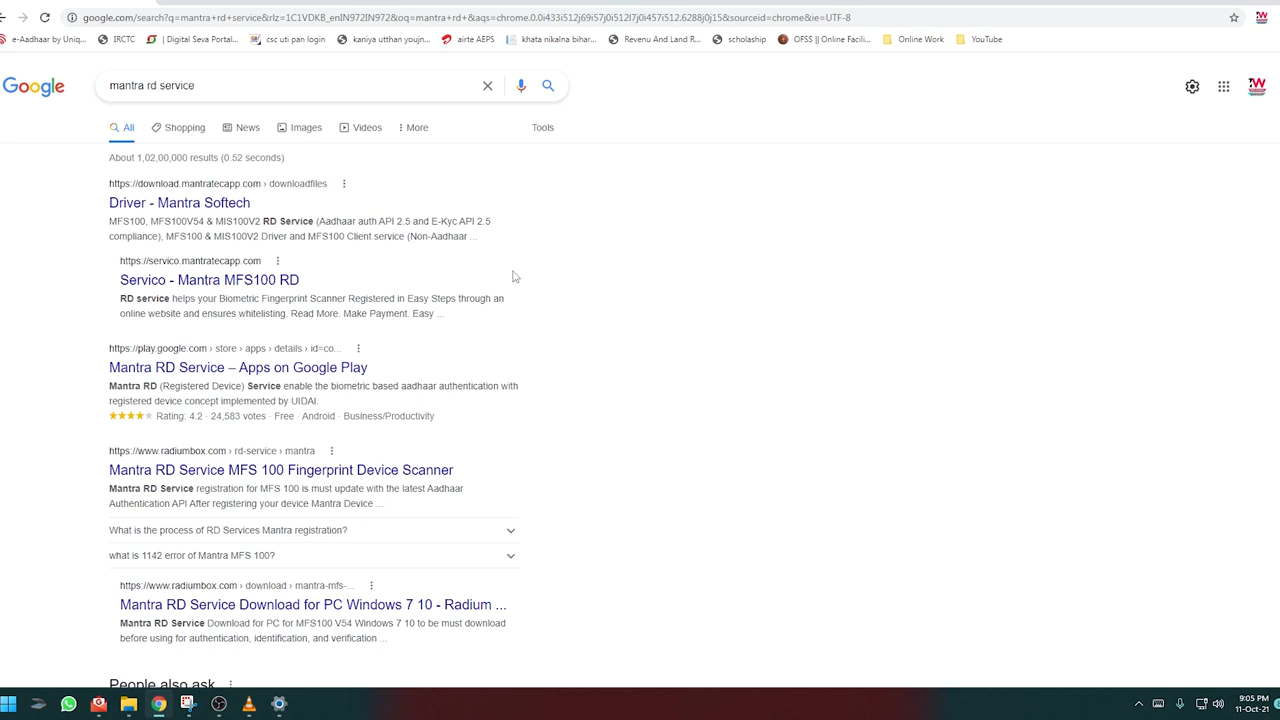 google.com/search?q=mantra+rd+service&rlz=1C1VDKB_enIN972IN972&oq=mantra+rd+&aqs=chrome.0.0i433i512j69i57j0i512l7j0i457i512.6288j0j15&sourceid=chrome&ie=UTF-8
e-Aadhaar by Uniq... IRCTC | Digital Seva Portal... csc uti pan login kaniya utthan youjn... airte AEPS khata nikalna bihar... Revenu And Land R... scholaship OFSS || Online Facili... Online Work YouTube
Google mantra rd service
All Shopping News Images Videos More Tools
About 1,02,00,000 results (0.52 seconds)
https://download.mantratecapp.com › downloadfiles
Driver - Mantra Softech
MFS100, MFS100V54 & MIS100V2 RD Service (Aadhaar auth API 2.5 and E-Kyc API 2.5
compliance), MFS100 & MIS100V2 Driver and MFS100 Client service (Non-Aadhaar ...
https://servico.mantratecapp.com
Servico - Mantra MFS100 RD
RD service helps your Biometric Fingerprint Scanner Registered in Easy Steps through an
online website and ensures whitelisting. Read More. Make Payment. Easy ...
https://play.google.com › store › apps › details › id=co...
Mantra RD Service – Apps on Google Play
Mantra RD (Registered Device) Service enable the biometric based aadhaar authentication with
registered device concept implemented by UIDAI.
Rating: 4.2 · 24,583 votes · Free · Android · Business/Productivity
https://www.radiumbox.com › rd-service › mantra
Mantra RD Service MFS 100 Fingerprint Device Scanner
Mantra RD Service registration for MFS 100 is must update with the latest Aadhaar
Authentication API After registering your device Mantra Device ...
What is the process of RD Services Mantra registration?
what is 1142 error of Mantra MFS 100?
https://www.radiumbox.com › download › mantra-mfs-...
Mantra RD Service Download for PC Windows 7 10 - Radium ...
Mantra RD Service Download for PC for MFS100 V54 Windows 7 10 to be must download
before using for authentication, identification, and verification ...
People also ask
9:05 PM
11-Oct-21